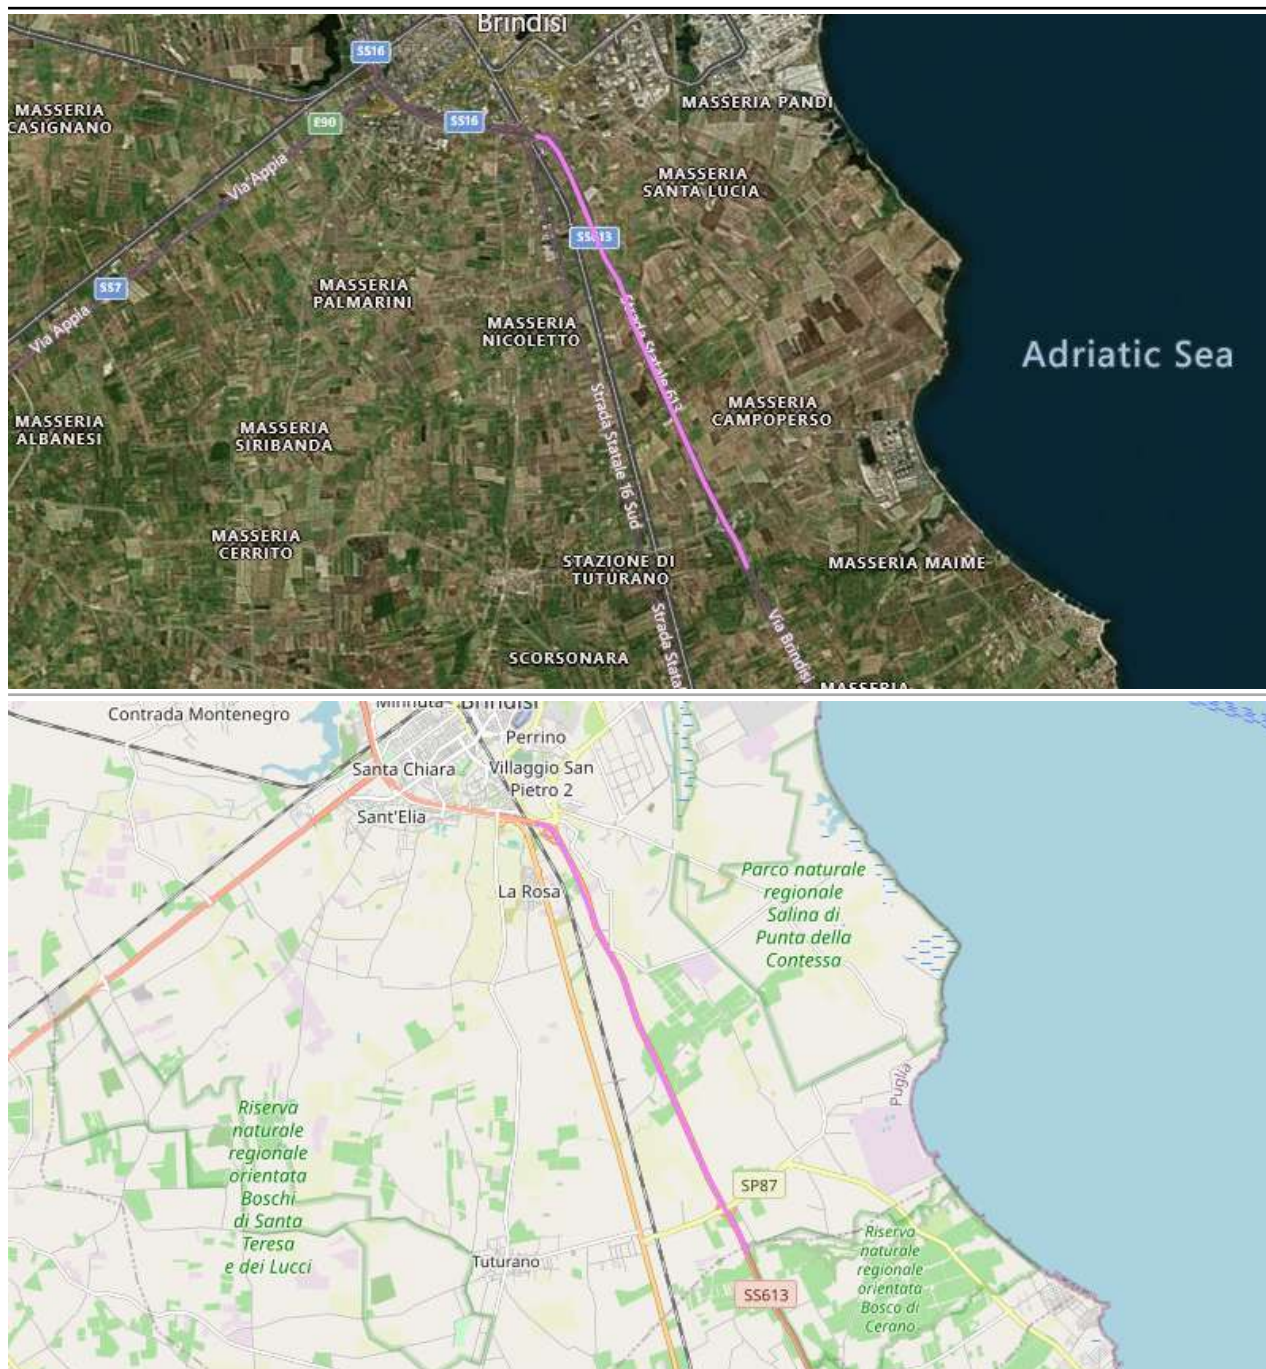 Brindisi
SS16
MASSERIA
CASIGNANO
MASSERIA PANDI
E90
SS16
Via Appia
MASSERIA
SANTA LUCIA
SS613
SS7
MASSERIA
PALMARINI
Strada Statale 613
MASSERIA
NICOLETTO
Via Appia
Adriatic Sea
MASSERIA
ALBANESI
MASSERIA
SIRIBANDA
Strada Statale 16 Sud
MASSERIA
CAMPOPERSO
MASSERIA
CERRITO
STAZIONE DI
TUTURANO
MASSERIA MAIME
Strada Stata
Via Brindisi
SCORSONARA
MASSERIA
Contrada Montenegro
Minnuta
Brindisi
Perrino
Santa Chiara
Villaggio San
Pietro 2
Sant'Elia
La Rosa
Parco naturale
regionale
Salina di
Punta della
Contessa
Puglia
Riserva
naturale
regionale
orientata
Boschi
di Santa
Teresa
e dei Lucci
SP87
Tuturano
Riserva
naturale
regionale
orientata
Bosco di
Cerano
SS613